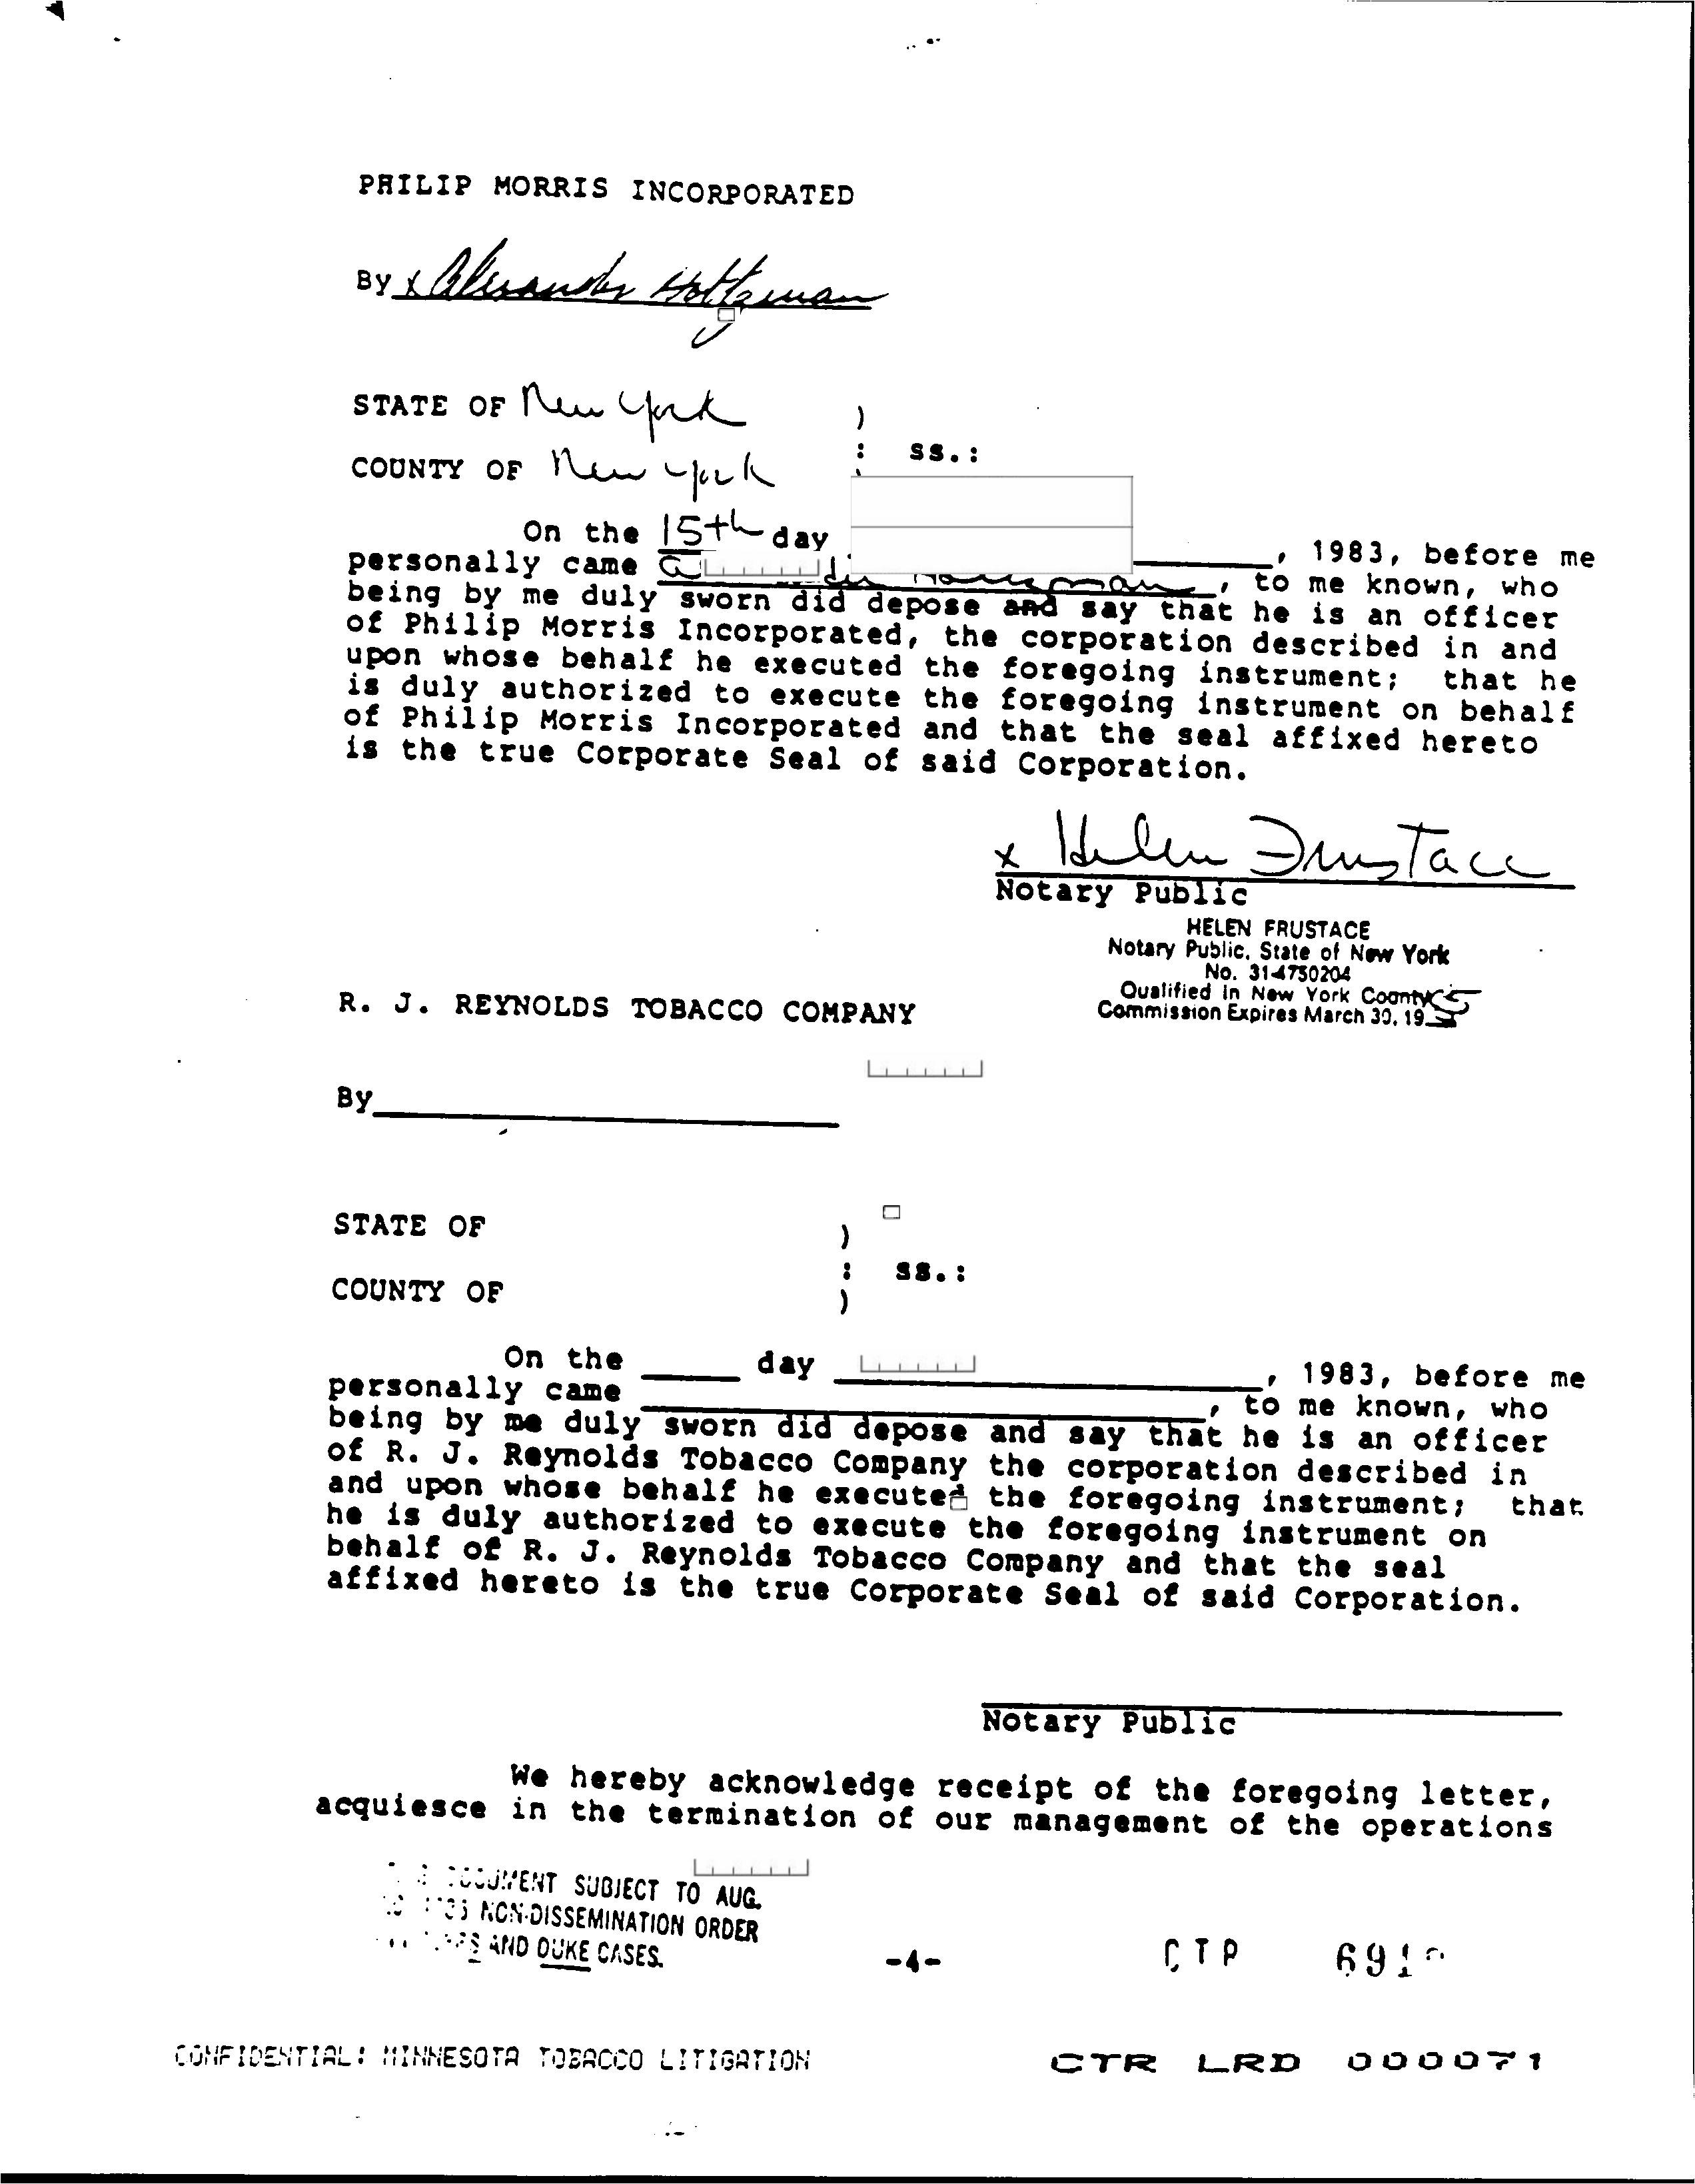 PHILIP MORRIS INCORPORATED
By x Alexander Holtzman
STATE OF New York )
: ss.:
COUNTY OF New York
On the 15th day , 1983, before me
personally came , to me known, who
being by me duly sworn did depose and say that he is an officer
of Philip Morris Incorporated, the corporation described in and
upon whose behalf he executed the foregoing instrument; that he
is duly authorized to execute the foregoing instrument on behalf
of Philip Morris Incorporated and that the seal affixed hereto
is the true Corporate Seal of said Corporation.
x Helen Frustace
Notary Public
HELEN FRUSTACE
Notary Public, State of New York
No. 31-4750204
Qualified in New York County
Commission Expires March 30, 19
R. J. REYNOLDS TOBACCO COMPANY
By
STATE OF )
: ss.:
COUNTY OF )
On the day , 1983, before me
personally came , to me known, who
being by me duly sworn did depose and say that he is an officer
of R. J. Reynolds Tobacco Company the corporation described in
and upon whose behalf he executed the foregoing instrument; that
he is duly authorized to execute the foregoing instrument on
behalf of R. J. Reynolds Tobacco Company and that the seal
affixed hereto is the true Corporate Seal of said Corporation.
Notary Public
We hereby acknowledge receipt of the foregoing letter,
acquiesce in the termination of our management of the operations
DOCUMENT SUBJECT TO AUG.
NON-DISSEMINATION ORDER
AND DUKE CASES.
-4-
CTR LRD 000071
CONFIDENTIAL: MINNESOTA TOBACCO LITIGATION